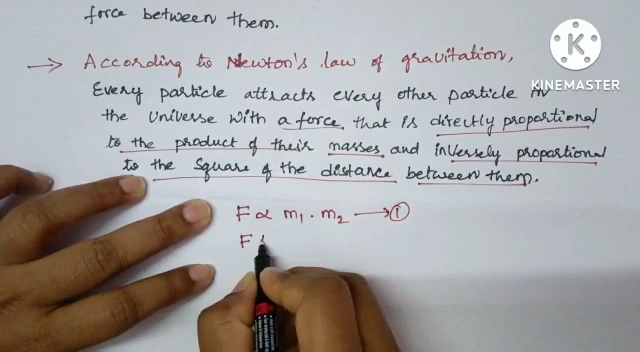 force between them.
→ According to Newton's law of gravitation,
Every particle attracts every other particle in
the Universe with a force that is directly proportional
to the product of their masses and inversely proportional
to the square of the distance between them.
F ∝ m₁ . m₂ → ①
F
K
KINEMASTER